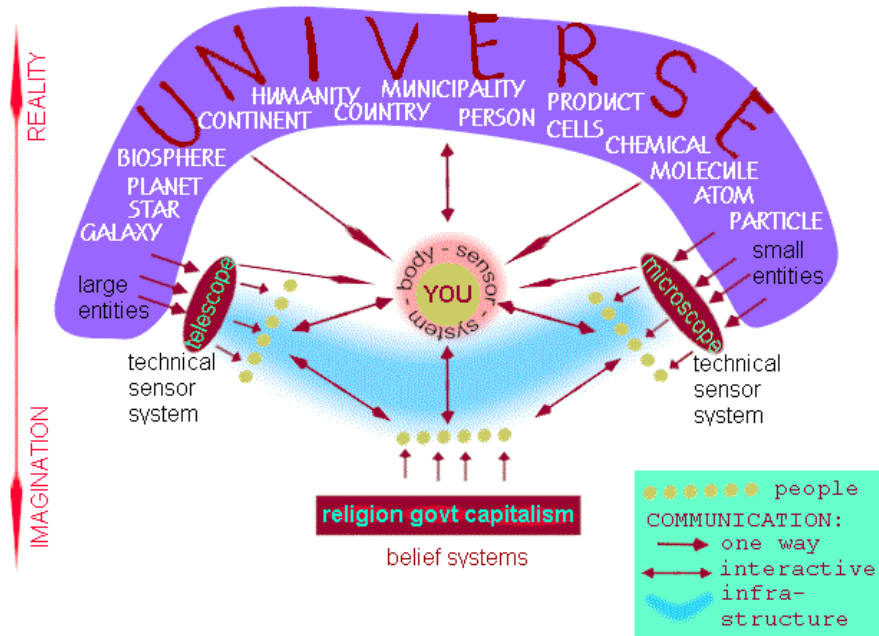 UNIVERSE
REALITY
IMAGINATION
GALAXY
STAR
PLANET
BIOSPHERE
CONTINENT
HUMANITY
COUNTRY
MUNICIPALITY
PERSON
PRODUCT
CELLS
CHEMICAL
MOLECULE
ATOM
PARTICLE
large
entities
small
entities
telescope
body - sensor - system -
YOU
microscope
technical
sensor
system
technical
sensor
system
religion govt capitalism
belief systems
people
COMMUNICATION:
one way
interactive
infra-
structure